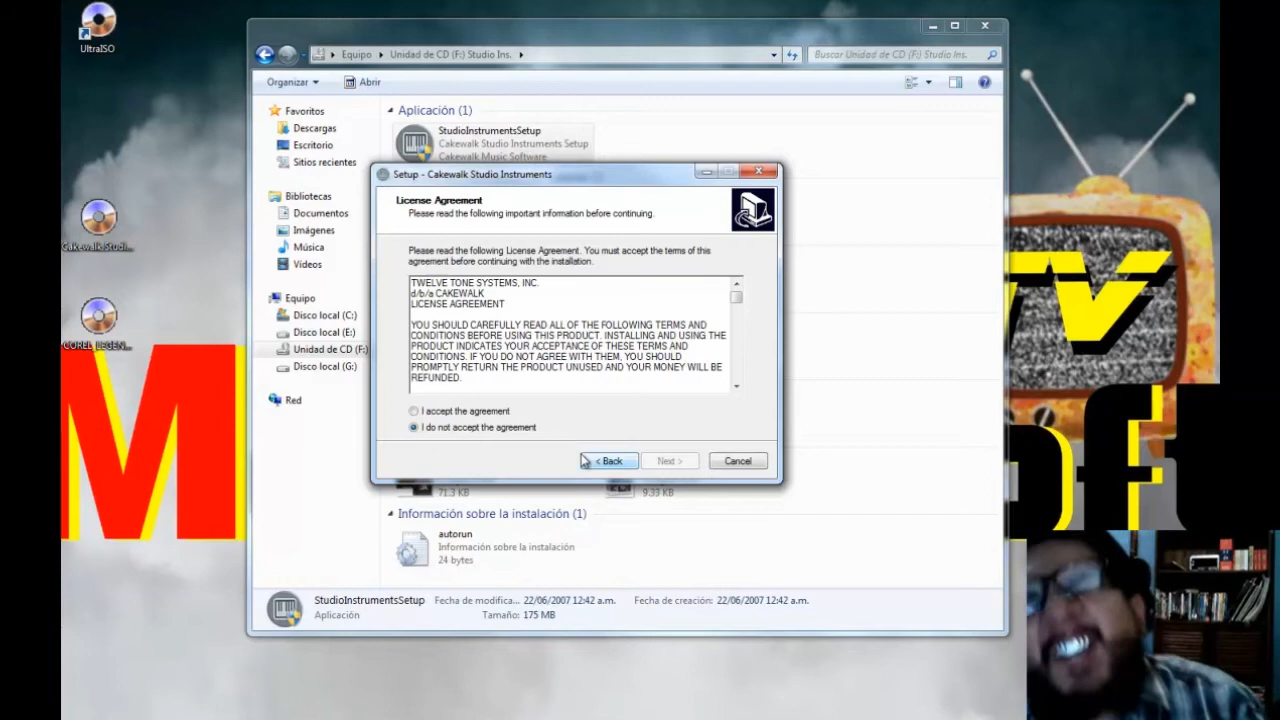 UltraISO
Equipo
Unidad de CD (F:) Studio Ins.
Buscar Unidad de CD (F:) Studio Ins.
Organizar
Abrir
Favoritos
Descargas
Escritorio
Sitios recientes
Bibliotecas
Documentos
Imágenes
Música
Vídeos
Equipo
Disco local (C:)
Disco local (E:)
Unidad de CD (F:)
Disco local (G:)
Red
Aplicación (1)
StudioInstrumentsSetup
Cakewalk Studio Instruments Setup
Cakewalk Music Software
Setup - Cakewalk Studio Instruments
License Agreement
Please read the following important information before continuing.
Please read the following License Agreement. You must accept the terms of this
agreement before continuing with the installation.
TWELVE TONE SYSTEMS, INC.
d/b/a CAKEWALK
LICENSE AGREEMENT
YOU SHOULD CAREFULLY READ ALL OF THE FOLLOWING TERMS AND
CONDITIONS BEFORE USING THIS PRODUCT. INSTALLING AND USING THE
PRODUCT INDICATES YOUR ACCEPTANCE OF THESE TERMS AND
CONDITIONS. IF YOU DO NOT AGREE WITH THEM, YOU SHOULD
PROMPTLY RETURN THE PRODUCT UNUSED AND YOUR MONEY WILL BE
REFUNDED.
I accept the agreement
I do not accept the agreement
< Back
Next >
Cancel
71.3 KB
9.33 KB
Información sobre la instalación (1)
autorun
Información sobre la instalación
24 bytes
StudioInstrumentsSetup
Aplicación
Fecha de modifica... 22/06/2007 12:42 a.m.
Tamaño: 175 MB
Fecha de creación: 22/06/2007 12:42 a.m.
Cakewalk.Studi...
COREL_LEGEN...
M
TV
of